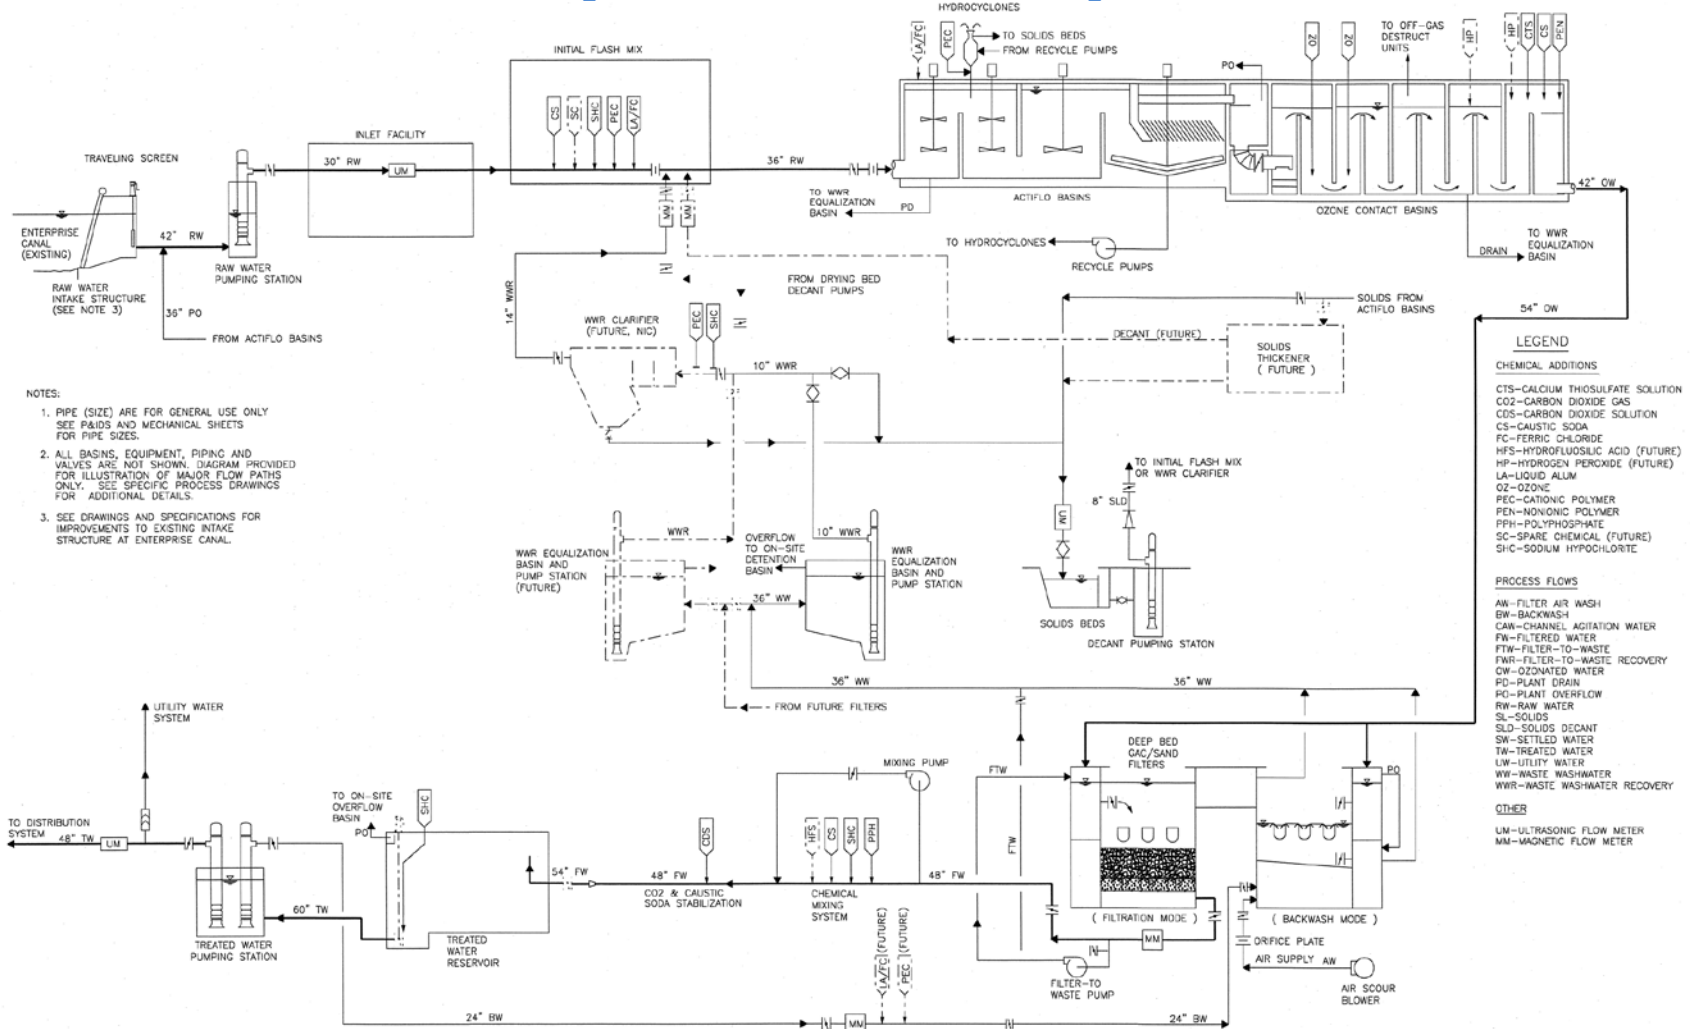 HYDROCYCLONES
TO SOLIDS BEDS
FROM RECYCLE PUMPS
LA/FC
PEC
TO OFF-GAS
DESTRUCT
UNITS
ZO
ZO
HP
HP
CTS
CS
PEN
PO
INITIAL FLASH MIX
CS
SC
SHC
PEC
LA/FC
INLET FACILITY
TRAVELING SCREEN
30" RW
UM
36" RW
42" OW
TO WWR
EQUALIZATION
BASIN
PD
ACTIFLO BASINS
OZONE CONTACT BASINS
MM
MM
ENTERPRISE
CANAL
(EXISTING)
42" RW
RAW WATER
PUMPING STATION
TO HYDROCYCLONES
RECYCLE PUMPS
DRAIN
TO WWR
EQUALIZATION
BASIN
RAW WATER
INTAKE STRUCTURE
(SEE NOTE 3)
36" PO
FROM ACTIFLO BASINS
14" WWR
FROM DRYING BED
DECANT PUMPS
SOLIDS FROM
ACTIFLO BASINS
54" OW
WWR CLARIFIER
(FUTURE, NIC)
PEC
SHC
DECANT (FUTURE)
SOLIDS
THICKENER
( FUTURE )
10" WWR
LEGEND
CHEMICAL ADDITIONS
CTS-CALCIUM THIOSULFATE SOLUTION
CO2-CARBON DIOXIDE GAS
CDS-CARBON DIOXIDE SOLUTION
CS-CAUSTIC SODA
FC-FERRIC CHLORIDE
HFS-HYDROFLUOSILIC ACID (FUTURE)
HP-HYDROGEN PEROXIDE (FUTURE)
LA-LIQUID ALUM
OZ-OZONE
PEC-CATIONIC POLYMER
PEN-NONIONIC POLYMER
PPH-POLYPHOSPHATE
SC-SPARE CHEMICAL (FUTURE)
SHC-SODIUM HYPOCHLORITE
NOTES:
1. PIPE (SIZE) ARE FOR GENERAL USE ONLY
SEE P&IDS AND MECHANICAL SHEETS
FOR PIPE SIZES.
2. ALL BASINS, EQUIPMENT, PIPING AND
VALVES ARE NOT SHOWN. DIAGRAM PROVIDED
FOR ILLUSTRATION OF MAJOR FLOW PATHS
ONLY. SEE SPECIFIC PROCESS DRAWINGS
FOR ADDITIONAL DETAILS.
3. SEE DRAWINGS AND SPECIFICATIONS FOR
IMPROVEMENTS TO EXISTING INTAKE
STRUCTURE AT ENTERPRISE CANAL.
TO INITIAL FLASH MIX
OR WWR CLARIFIER
8" SLD
UM
WWR
10" WWR
WWR EQUALIZATION
BASIN AND
PUMP STATION
(FUTURE)
OVERFLOW
TO ON-SITE
DETENTION
BASIN
WWR
EQUALIZATION
BASIN AND
PUMP STATION
36" WW
SOLIDS BEDS
DECANT PUMPING STATON
PROCESS FLOWS
AW-FILTER AIR WASH
BW-BACKWASH
CAW-CHANNEL AGITATION WATER
FW-FILTERED WATER
FTW-FILTER-TO-WASTE
FWR-FILTER-TO-WASTE RECOVERY
OW-OZONATED WATER
PD-PLANT DRAIN
PO-PLANT OVERFLOW
RW-RAW WATER
SL-SOLIDS
SLD-SOLIDS DECANT
SW-SETTLED WATER
TW-TREATED WATER
UW-UTLITY WATER
WW-WASTE WASHWATER
WWR-WASTE WASHWATER RECOVERY
OTHER
UM-ULTRASONIC FLOW METER
MM-MAGNETIC FLOW METER
36" WW
36" WW
FROM FUTURE FILTERS
UTILITY WATER
SYSTEM
DEEP BED
GAC/SAND
FILTERS
MIXING PUMP
FTW
PO
TO ON-SITE
OVERFLOW
BASIN
PO
SHC
TO DISTRIBUTION
SYSTEM
48" TW
UM
CDS
HFS
CS
SHC
PPH
FTW
54" FW
48" FW
48" FW
CO2 & CAUSTIC
SODA STABILIZATION
CHEMICAL
MIXING
SYSTEM
60" TW
( FILTRATION MODE )
( BACKWASH MODE )
TREATED WATER
PUMPING STATION
TREATED
WATER
RESERVOIR
LA/FC (FUTURE)
PEC (FUTURE)
MM
ORIFICE PLATE
AIR SUPPLY AW
FILTER-TO
WASTE PUMP
AIR SCOUR
BLOWER
24" BW
MM
24" BW